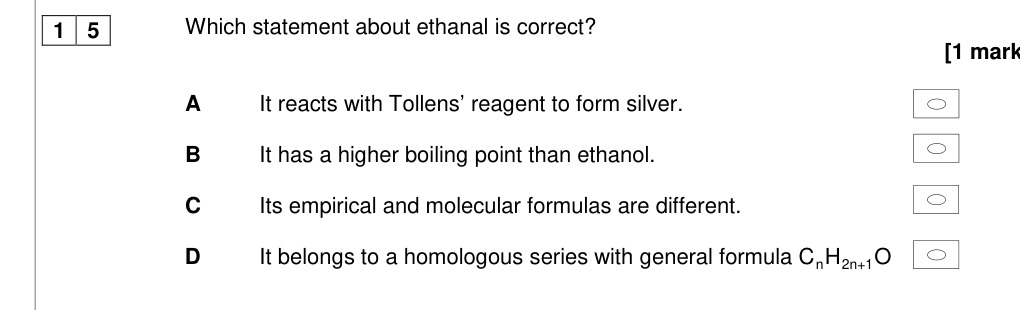 1 5 Which statement about ethanal is correct?
[1 mark
A It reacts with Tollens’ reagent to form silver.
B It has a higher boiling point than ethanol.
C Its empirical and molecular formulas are different.
D It belongs to a homologous series with general formula CₙH₂ₙ₊₁O